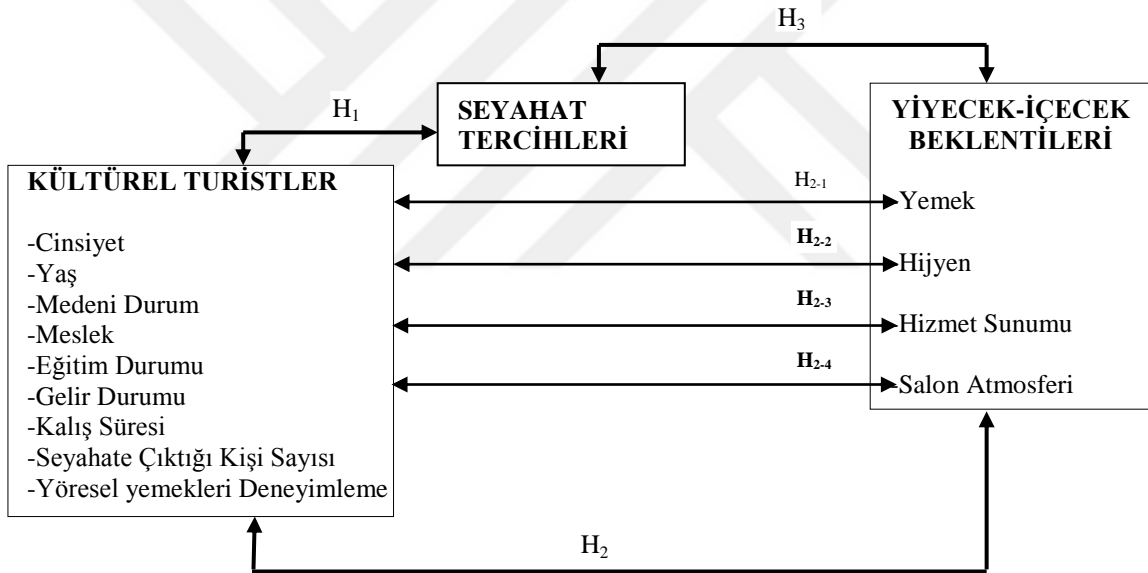 H3
H1
SEYAHAT
TERCİHLERİ
YİYECEK-İÇECEK
BEKLENTİLERİ
KÜLTÜREL TURİSTLER
H2-1
-Yemek
-Cinsiyet
H2-2
-Hijyen
-Yaş
-Medeni Durum
H2-3
-Meslek
-Hizmet Sunumu
-Eğitim Durumu
H2-4
-Gelir Durumu
-Salon Atmosferi
-Kalış Süresi
-Seyahate Çıktığı Kişi Sayısı
-Yöresel yemekleri Deneyimleme
H2